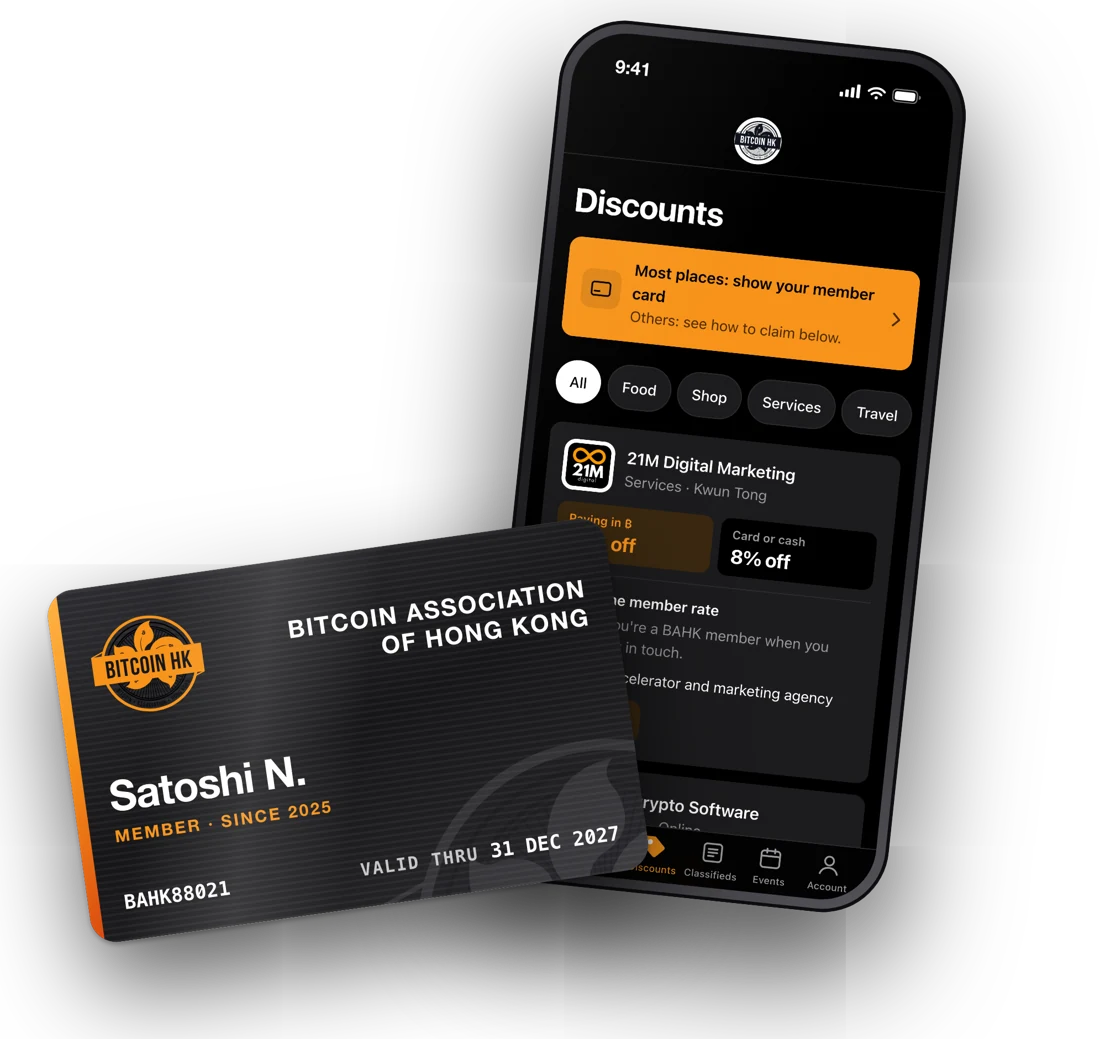 9:41
BITCOIN HK
Discounts
Most places: show your member
card
Others: see how to claim below.
All
Food
Shop
Services
Travel
21M
digital
21M Digital Marketing
Services · Kwun Tong
Paying in ₿
off
Card or cash
8% off
member rate
you're a BAHK member when you
in touch.
and marketing agency
Software
Online
Classifieds
Events
Account
BITCOIN HK
BITCOIN ASSOCIATION
OF HONG KONG
Satoshi N.
MEMBER · SINCE 2025
VALID THRU 31 DEC 2027
BAHK88021